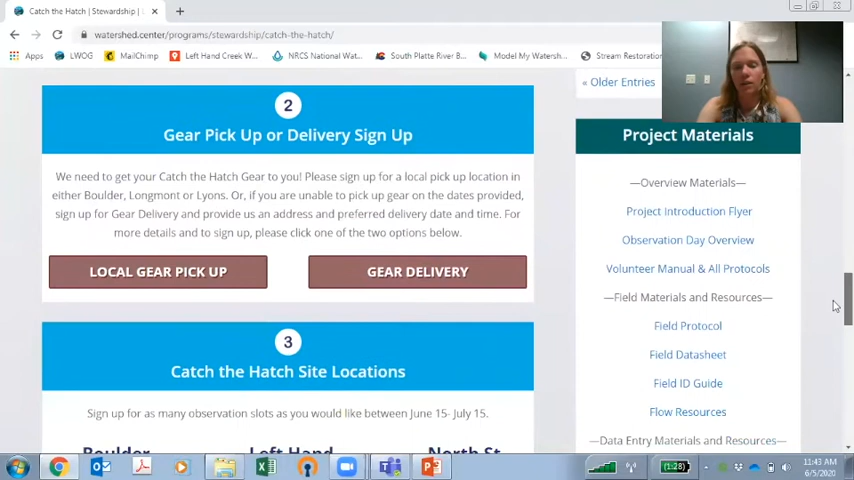 Catch the Hatch | Stewardship |
watershed.center/programs/stewardship/catch-the-hatch/
Apps
LWOG
MailChimp
Left Hand Creek W...
NRCS National Wat...
South Platte River B...
Model My Watersh...
Stream Restoration
« Older Entries
2
Gear Pick Up or Delivery Sign Up
We need to get your Catch the Hatch Gear to you! Please sign up for a local pick up location in
either Boulder, Longmont or Lyons. Or, if you are unable to pick up gear on the dates provided,
sign up for Gear Delivery and provide us an address and preferred delivery date and time. For
more details and to sign up, please click one of the two options below.
LOCAL GEAR PICK UP
GEAR DELIVERY
3
Catch the Hatch Site Locations
Sign up for as many observation slots as you would like between June 15- July 15.
Boulder
Left Hand
North St.
Project Materials
—Overview Materials—
Project Introduction Flyer
Observation Day Overview
Volunteer Manual & All Protocols
—Field Materials and Resources—
Field Protocol
Field Datasheet
Field ID Guide
Flow Resources
—Data Entry Materials and Resources—
(1:28)
11:43 AM
6/5/2020